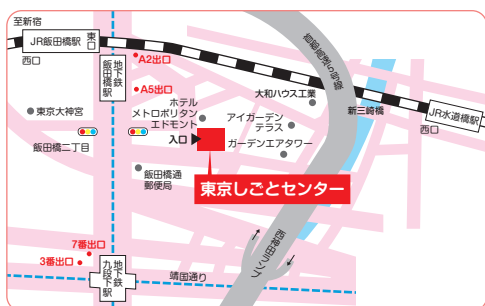 至新宿
JR飯田橋駅
東口
西口
地下鉄
飯田橋駅
A2出口
A5出口
首都高速5号線
大和ハウス工業
新三崎橋
JR水道橋駅
西口
東京大神宮
ホテル
メトロポリタン
エドモント
アイガーデン
テラス
入口
ガーデンエアタワー
飯田橋二丁目
飯田橋通
郵便局
東京しごとセンター
西神田ランプ
7番出口
3番出口
地下鉄
九段下駅
靖国通り